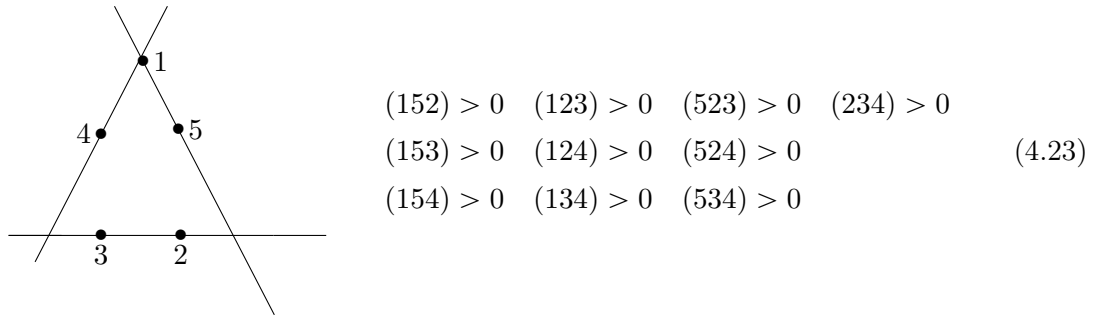 1
(152) > 0 (123) > 0 (523) > 0 (234) > 0
4 5
(153) > 0 (124) > 0 (524) > 0 (4.23)
(154) > 0 (134) > 0 (534) > 0
3 2